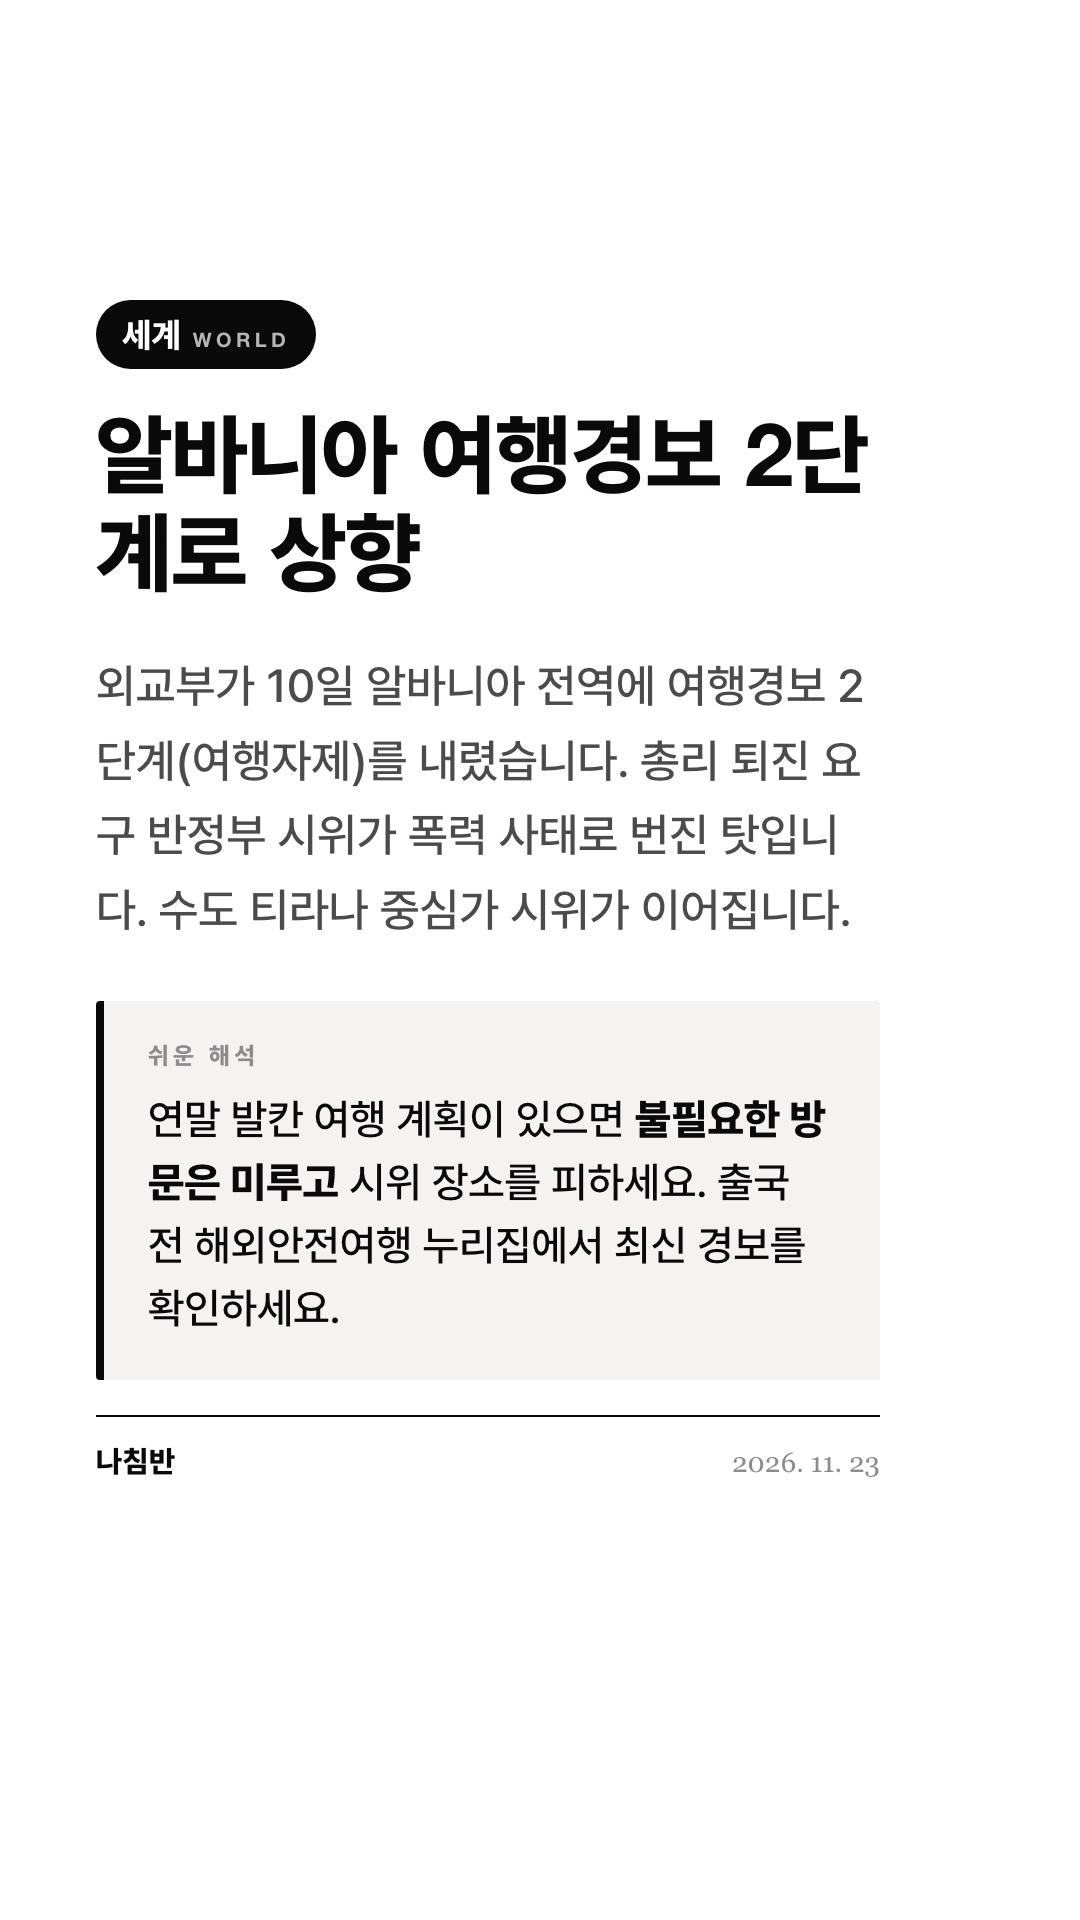 세계 WORLD
알바니아 여행경보 2단
계로 상향
외교부가 10일 알바니아 전역에 여행경보 2
단계(여행자제)를 내렸습니다. 총리 퇴진 요
구 반정부 시위가 폭력 사태로 번진 탓입니
다. 수도 티라나 중심가 시위가 이어집니다.
쉬운 해석
연말 발칸 여행 계획이 있으면 불필요한 방
문은 미루고 시위 장소를 피하세요. 출국
전 해외안전여행 누리집에서 최신 경보를
확인하세요.
나침반 2026. 11. 23